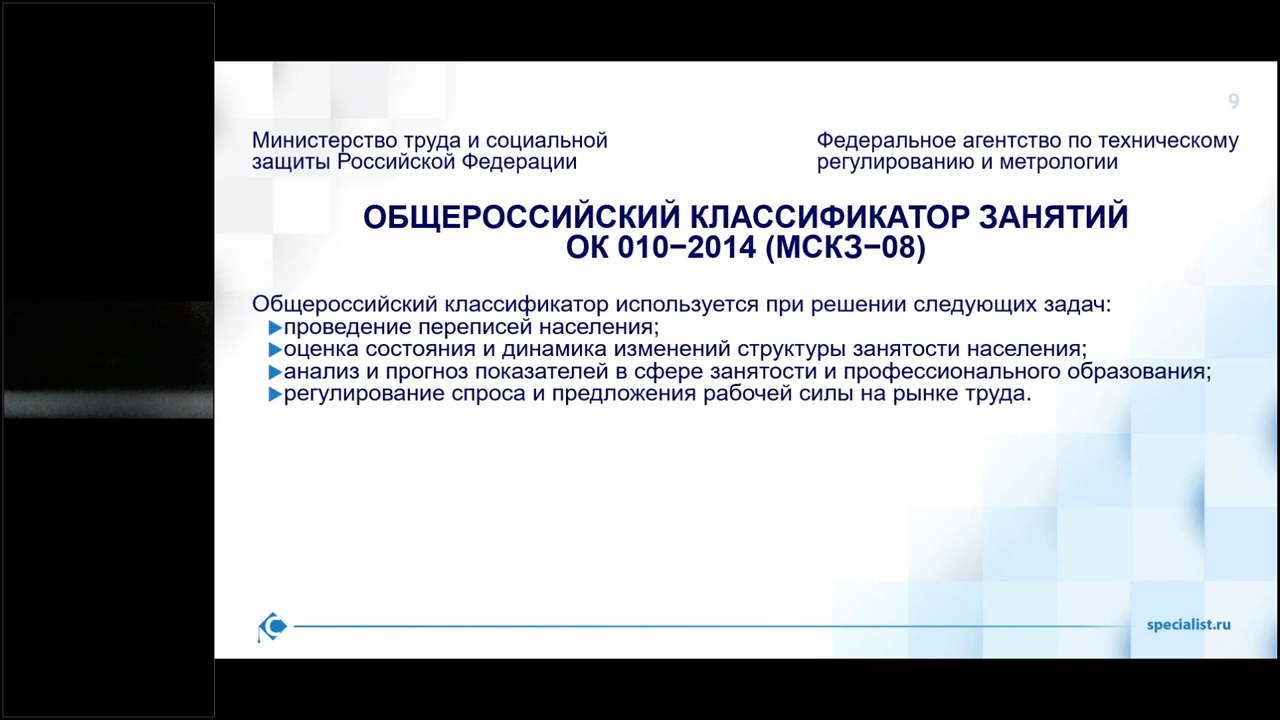 9
Министерство труда и социальной
защиты Российской Федерации
Федеральное агентство по техническому
регулированию и метрологии
ОБЩЕРОССИЙСКИЙ КЛАССИФИКАТОР ЗАНЯТИЙ
ОК 010−2014 (МСКЗ−08)
Общероссийский классификатор используется при решении следующих задач:
проведение переписей населения;
оценка состояния и динамика изменений структуры занятости населения;
анализ и прогноз показателей в сфере занятости и профессионального образования;
регулирование спроса и предложения рабочей силы на рынке труда.
specialist.ru